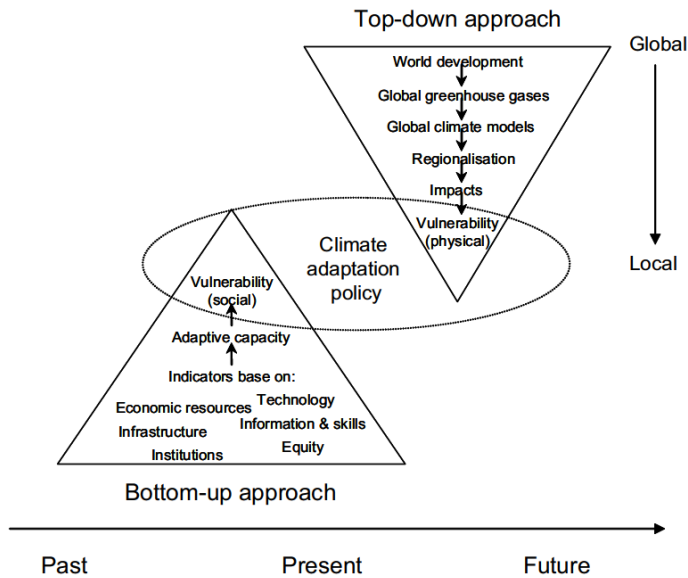 Top-down approach
Global
World development
Global greenhouse gases
Global climate models
Regionalisation
Impacts
Vulnerability
(physical)
Local
Climate
adaptation
policy
Vulnerability
(social)
Adaptive capacity
Indicators base on:
Economic resources
Technology
Infrastructure
Information & skills
Institutions
Equity
Bottom-up approach
Past
Present
Future